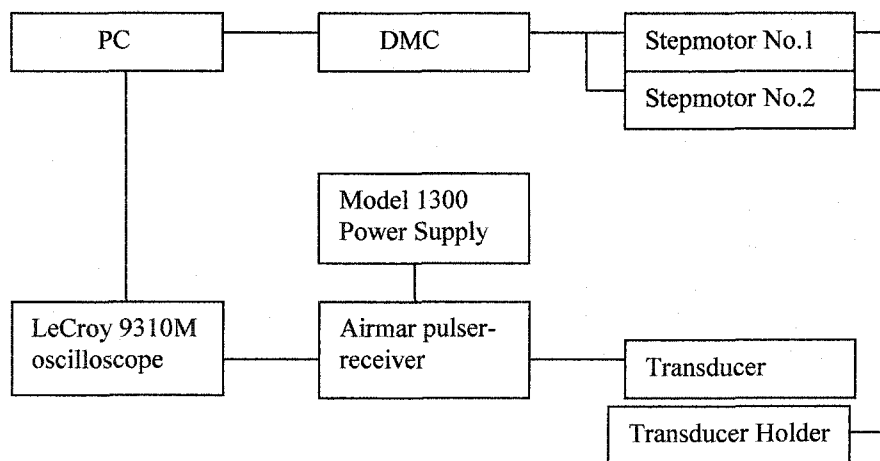 PC
DMC
Stepmotor No.1
Stepmotor No.2
Model 1300
Power Supply
LeCroy 9310M
oscilloscope
Airmar pulser-
receiver
Transducer
Transducer Holder